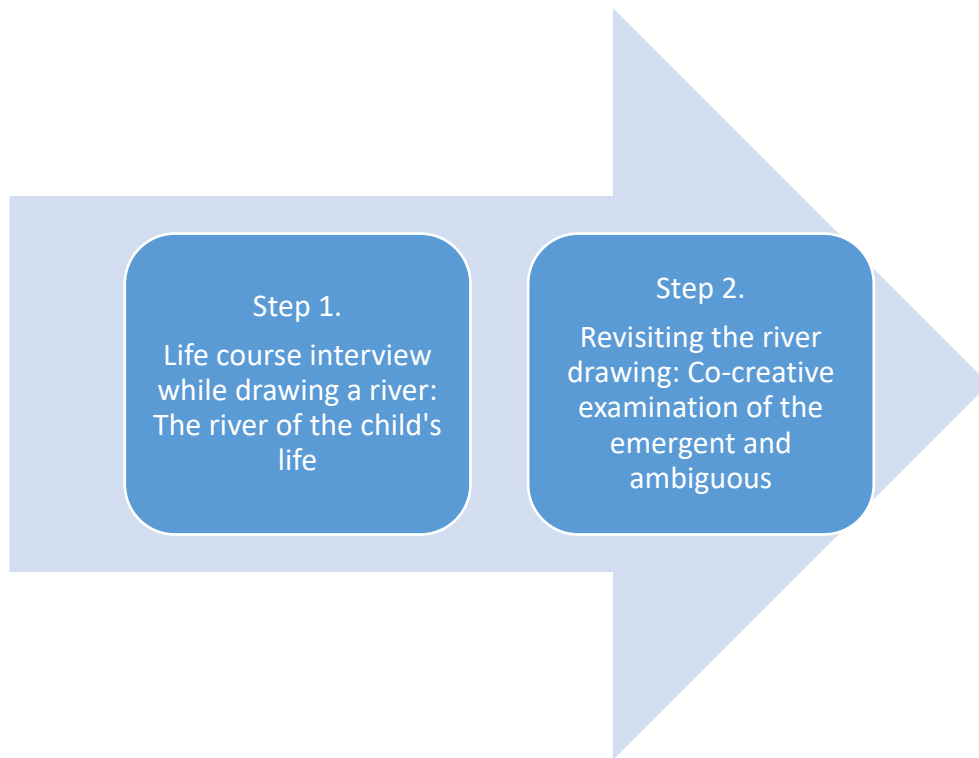 Step 1.
Life course interview
while drawing a river:
The river of the child's
life
Step 2.
Revisiting the river
drawing: Co-creative
examination of the
emergent and
ambiguous